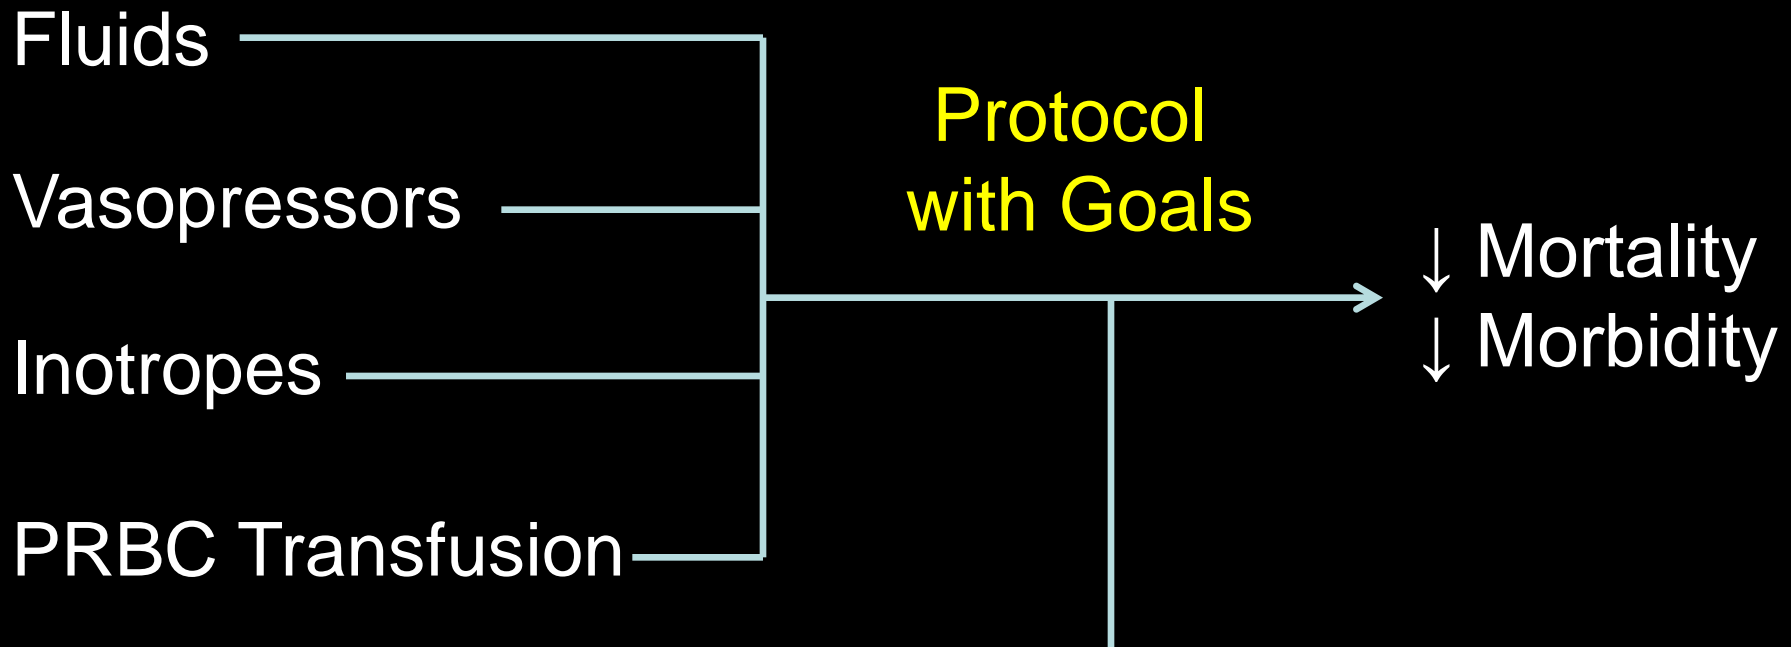 Fluids
Protocol
with Goals
Vasopressors
↓ Mortality
↓ Morbidity
Inotropes
PRBC Transfusion